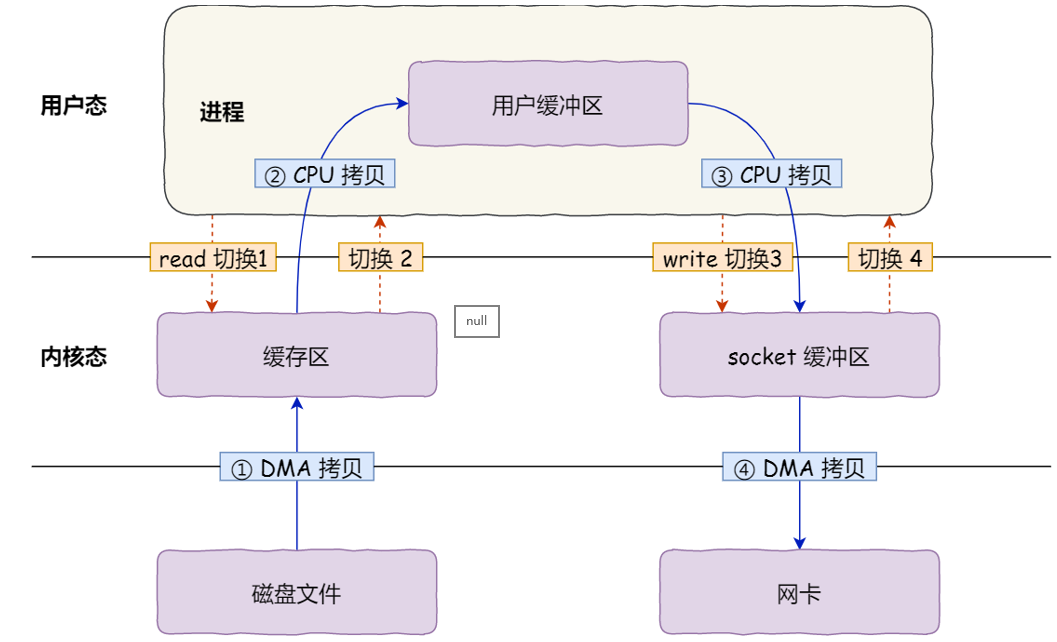 用户态
进程
用户缓冲区
② CPU 拷贝
③ CPU 拷贝
read 切换1
切换 2
write 切换3
切换 4
null
内核态
缓存区
socket 缓冲区
① DMA 拷贝
④ DMA 拷贝
磁盘文件
网卡